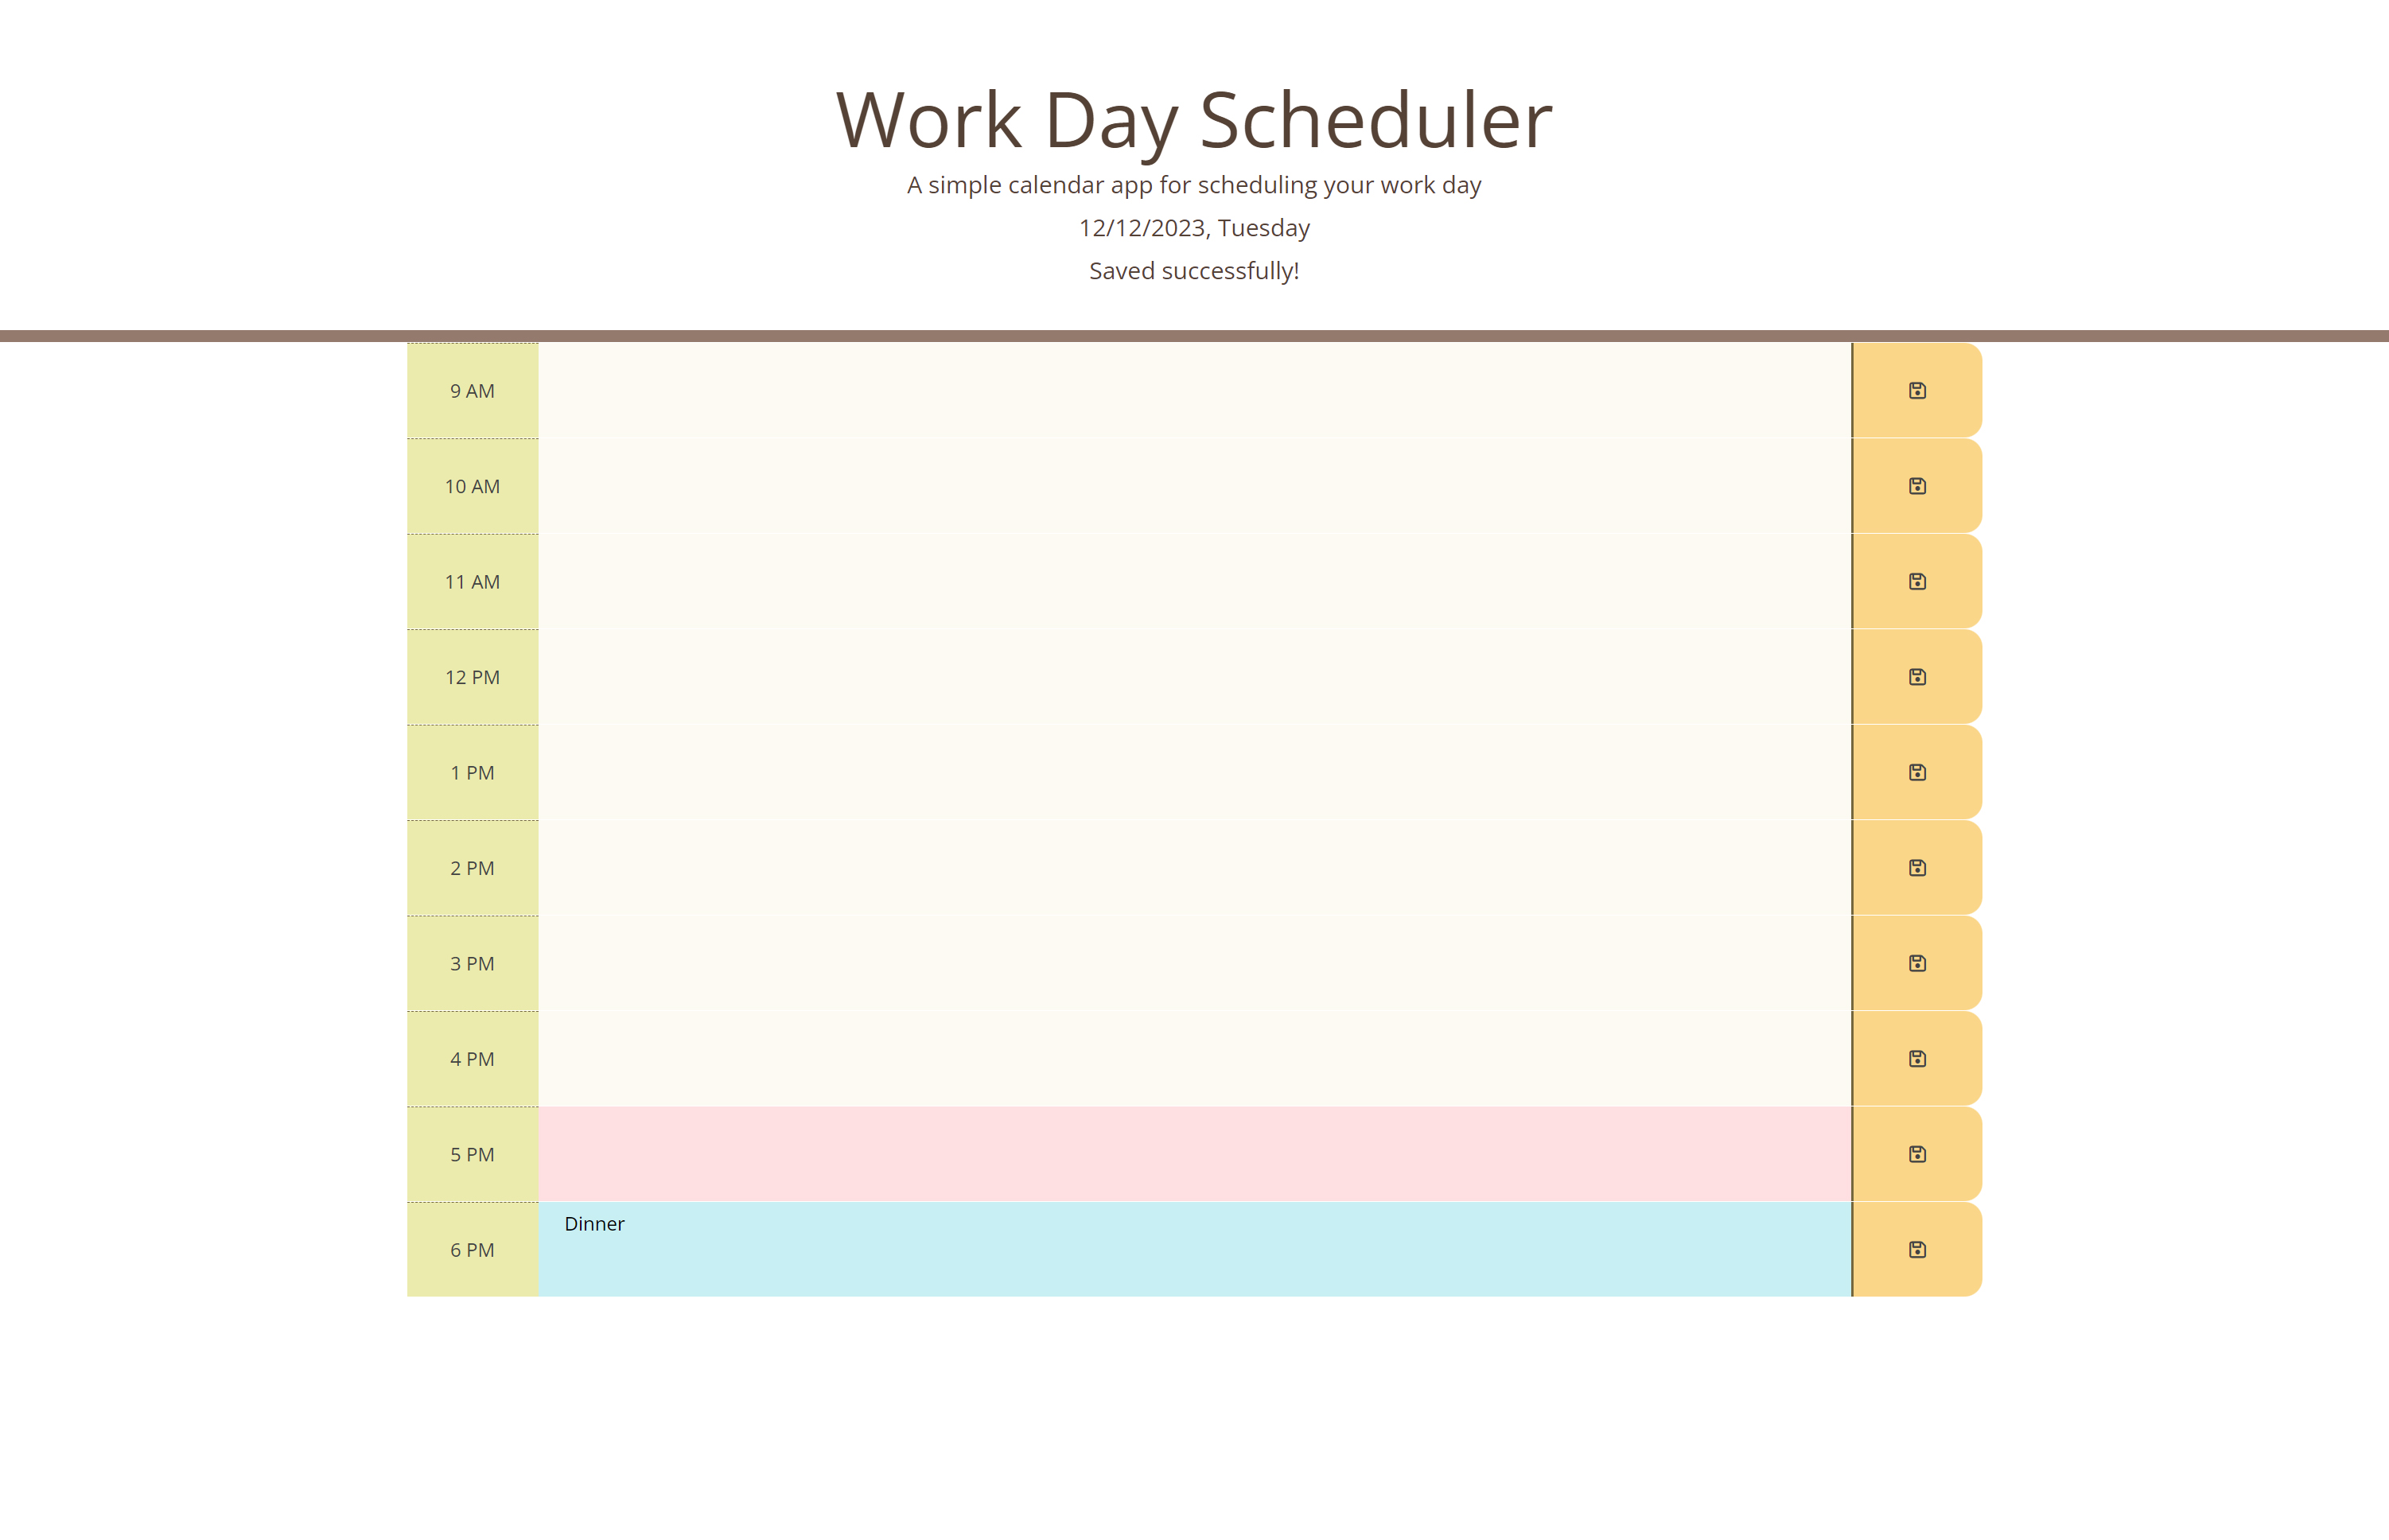 Work Day Scheduler
A simple calendar app for scheduling your work day
12/12/2023, Tuesday
Saved successfully!
9 AM
10 AM
11 AM
12 PM
1 PM
2 PM
3 PM
4 PM
5 PM
6 PM
Dinner